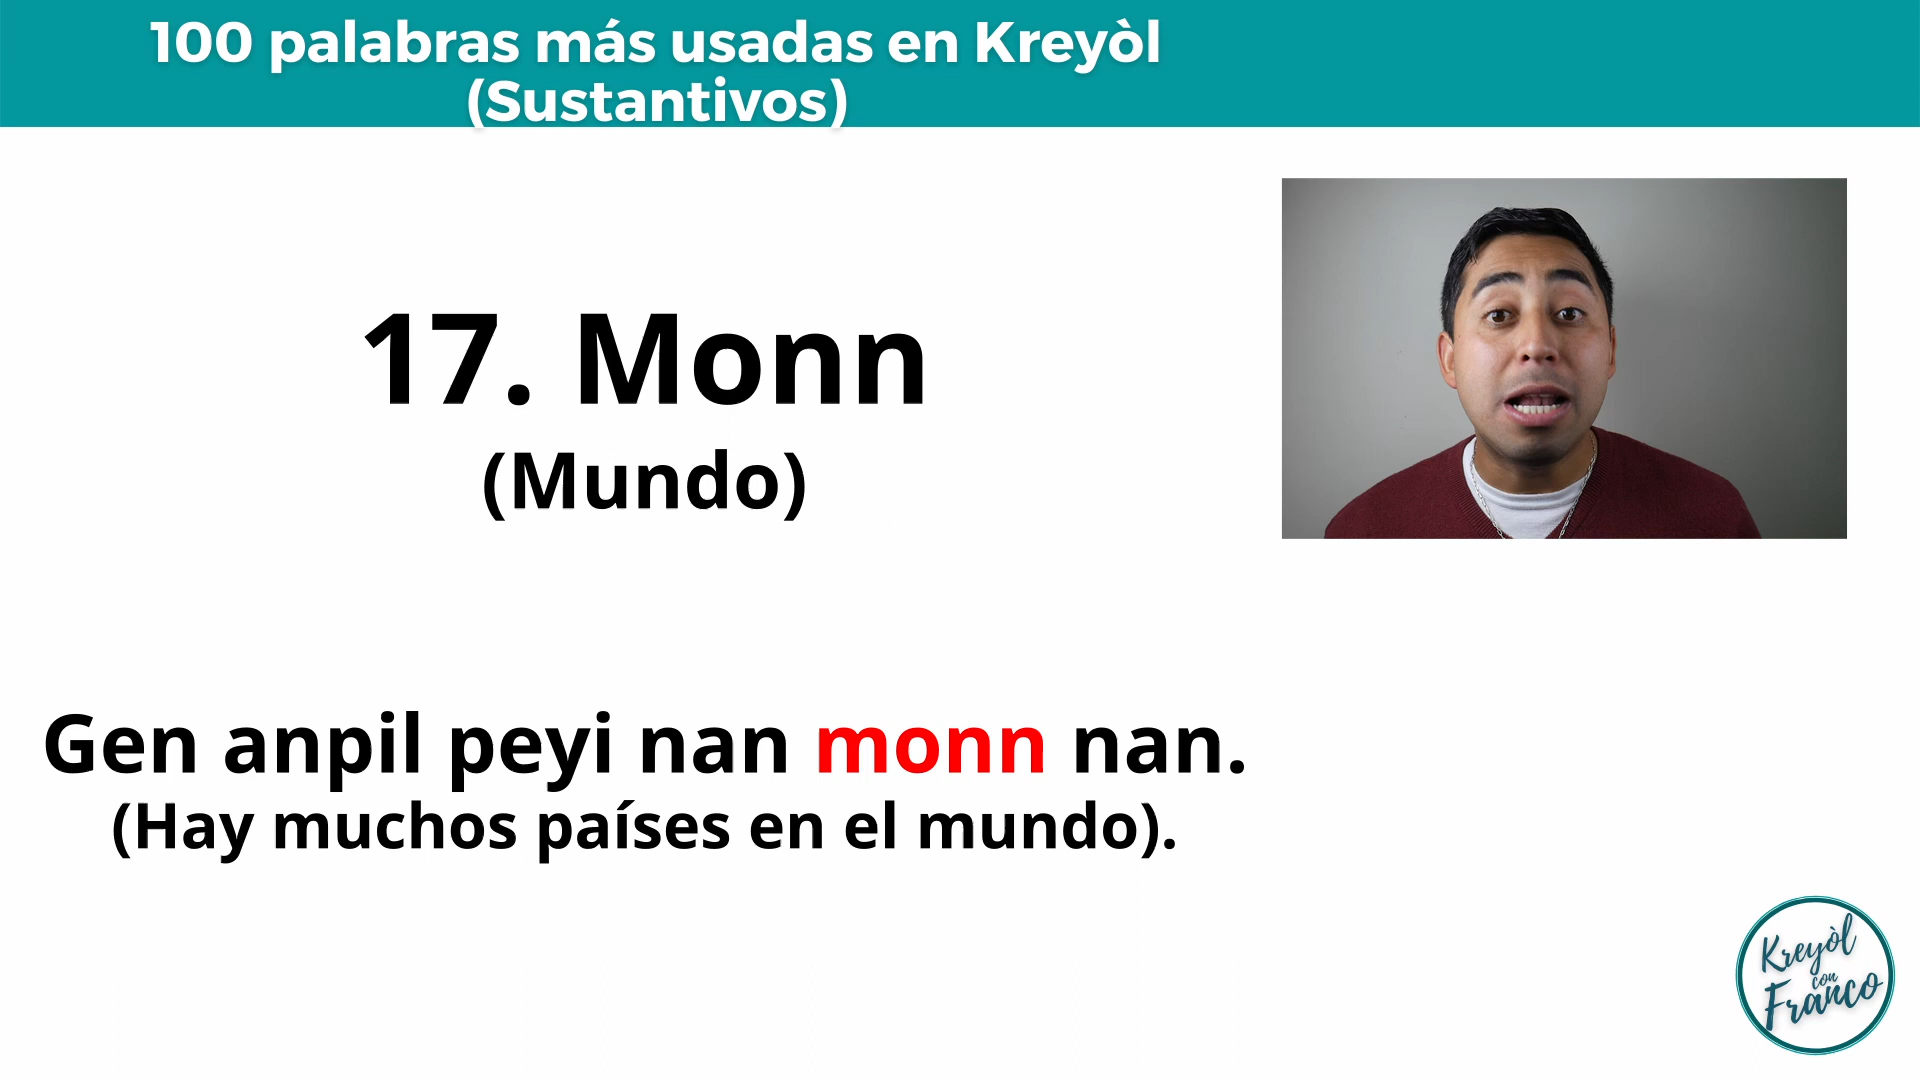 100 palabras más usadas en Kreyòl
(Sustantivos)
17. Monn
(Mundo)
Gen anpil peyi nan monn nan.
(Hay muchos países en el mundo).
Kreyòl
con
Franco